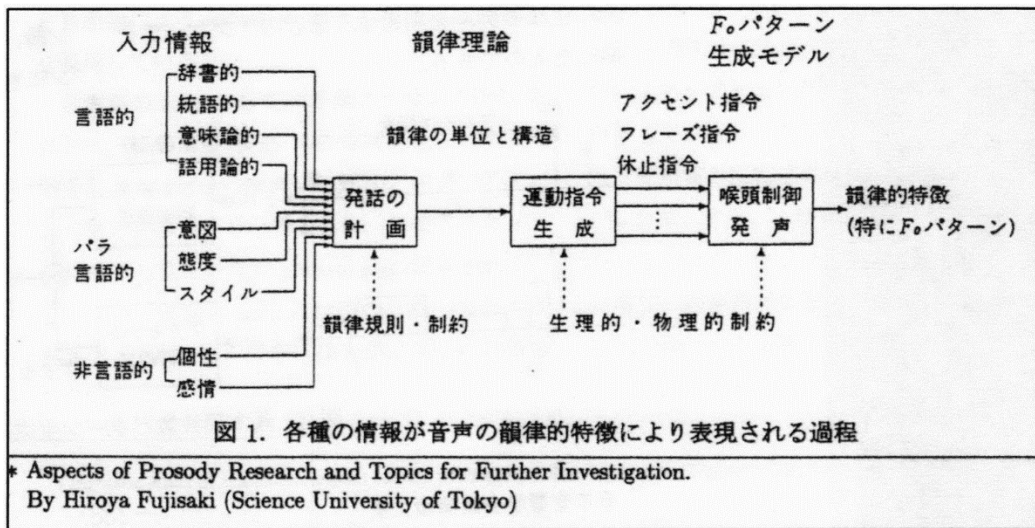 入力情報
韻律理論
F₀パターン
生成モデル
言語的
辞書的
統語的
意味論的
語用論的
パラ
言語的
意図
態度
スタイル
非言語的
個性
感情
韻律の単位と構造
アクセント指令
フレーズ指令
休止指令
発話の
計画
運動指令
生 成
⋮
喉頭制御
発 声
韻律的特徴
(特にF₀パターン)
韻律規則・制約
生理的・物理的制約
図 1. 各種の情報が音声の韻律的特徴により表現される過程
* Aspects of Prosody Research and Topics for Further Investigation.
By Hiroya Fujisaki (Science University of Tokyo)